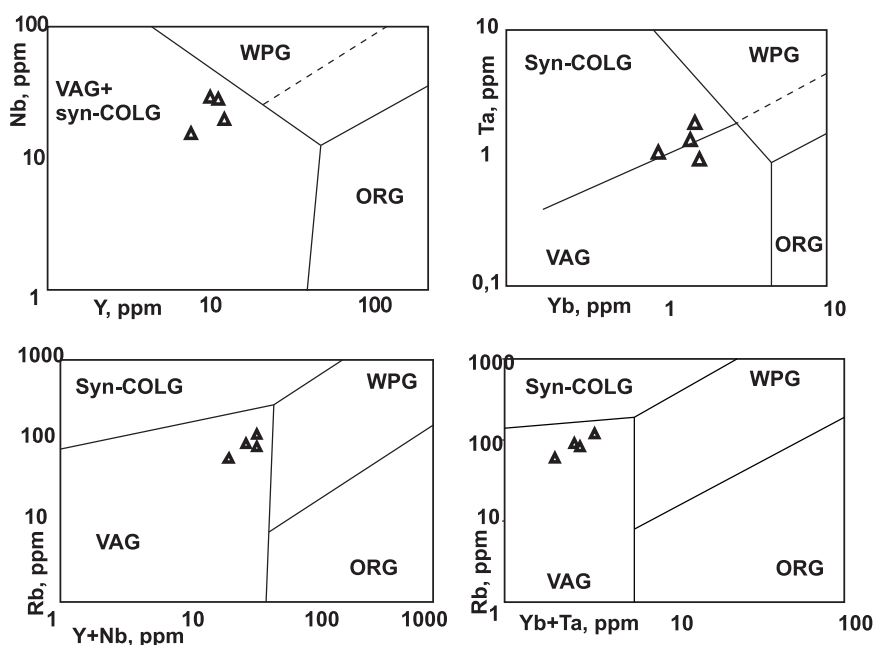 100
Nb, ppm
10
1
VAG+
syn-COLG
WPG
ORG
Y, ppm
10
100
10
Ta, ppm
1
0,1
Syn-COLG
WPG
VAG
ORG
Yb, ppm
1
10
1000
100
10
Rb, ppm
1
Syn-COLG
WPG
VAG
ORG
10
100
1000
Y+Nb, ppm
1000
100
10
Rb, ppm
1
Syn-COLG
WPG
VAG
ORG
Yb+Ta, ppm
10
100